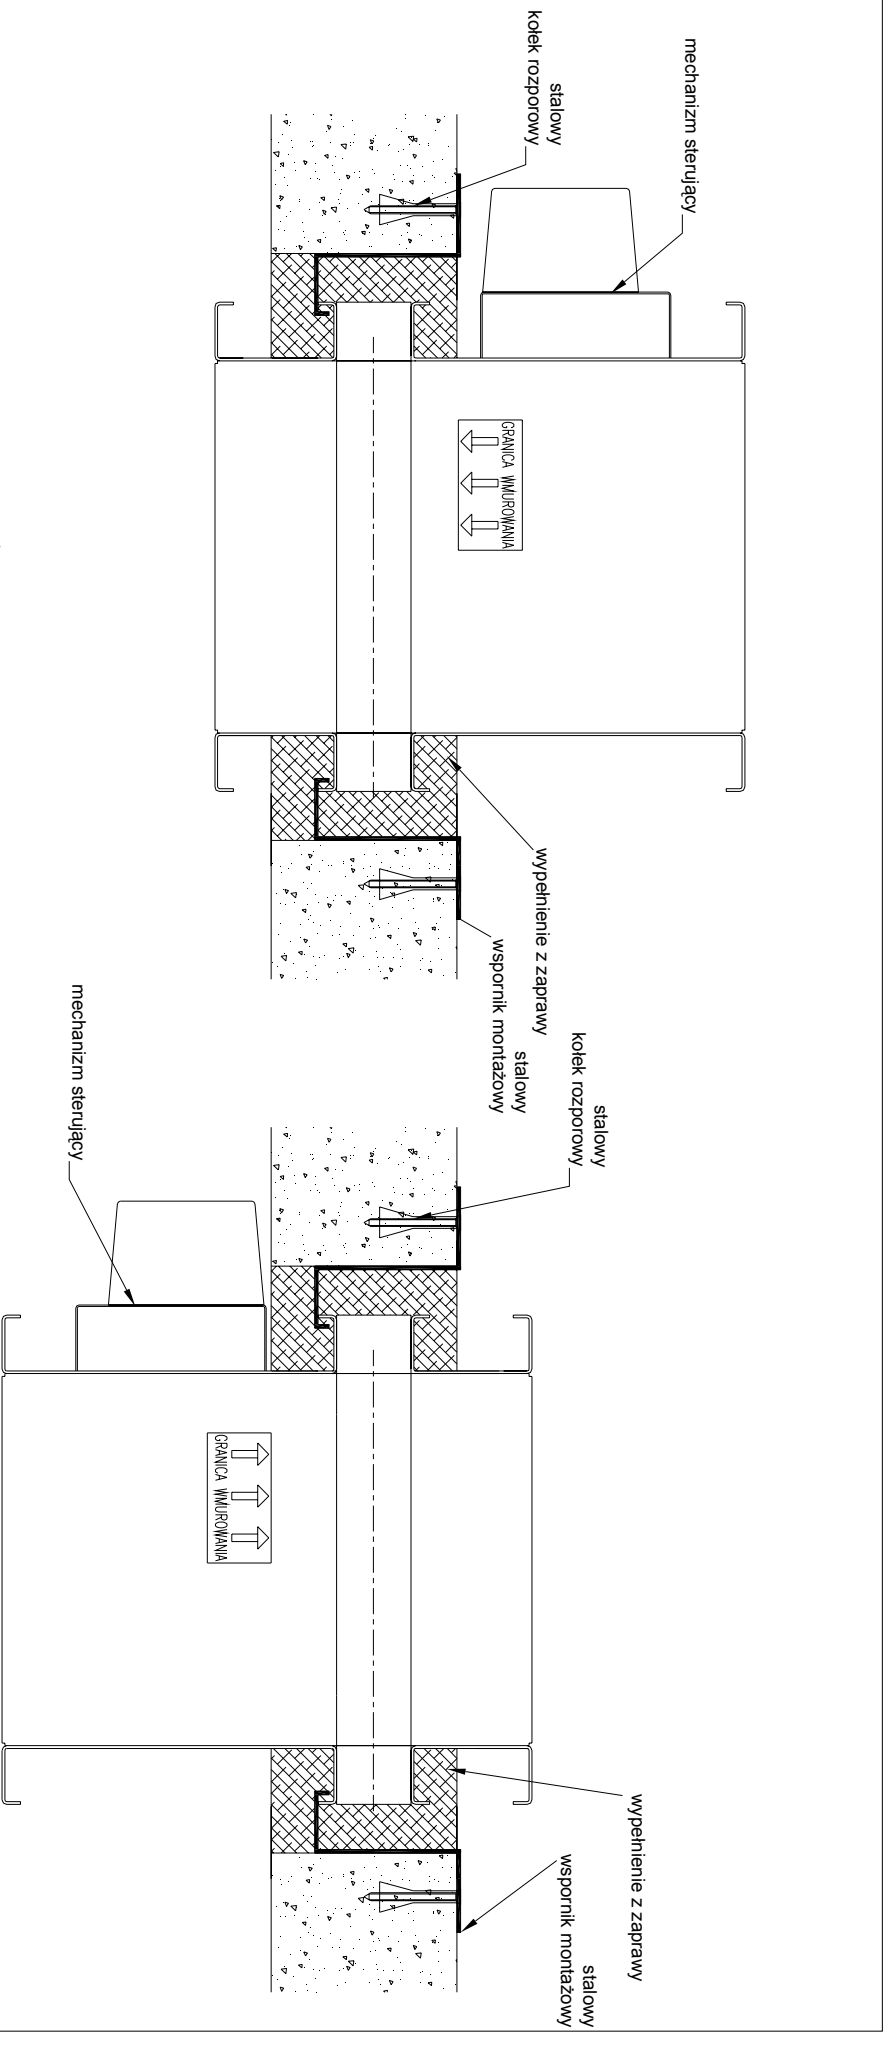 stalowy
kołek rozporowy
mechanizm sterujący
GRANICA WMUROWANIA
wypełnienie z zaprawy
stalowy
wspornik montażowy
stalowy
kołek rozporowy
mechanizm sterujący
GRANICA WMUROWANIA
wypełnienie z zaprawy
stalowy
wspornik montażowy